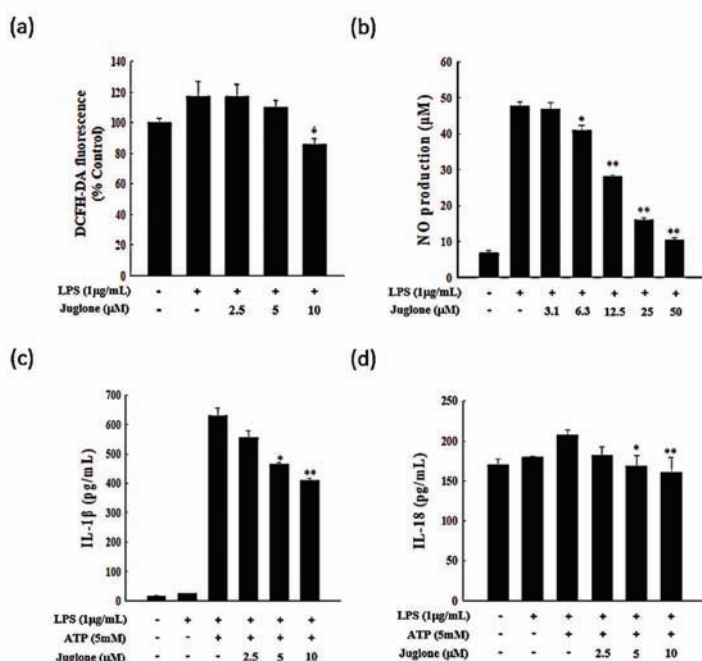 (a)
(b)
DCFH-DA fluorescence
(% Control)
140
120
100
80
60
40
20
0
*
LPS (1µg/mL) - + + + +
Juglone (µM) - - 2.5 5 10
NO production (µM)
60
50
40
30
20
10
0
* ** ** **
LPS (1µg/mL) - + + + + + +
Juglone (µM) - - 3.1 6.3 12.5 25 50
(c)
(d)
IL-1β (pg/mL)
700
600
500
400
300
200
100
0
* **
LPS (1µg/mL) - + + + + +
ATP (5mM) - - + + + +
Juglone (µM) - - - 2.5 5 10
IL-18 (pg/mL)
250
200
150
100
50
0
* **
LPS (1µg/mL) - + + + + +
ATP (5mM) - - + + + +
Juglone (µM) - - - 2.5 5 10